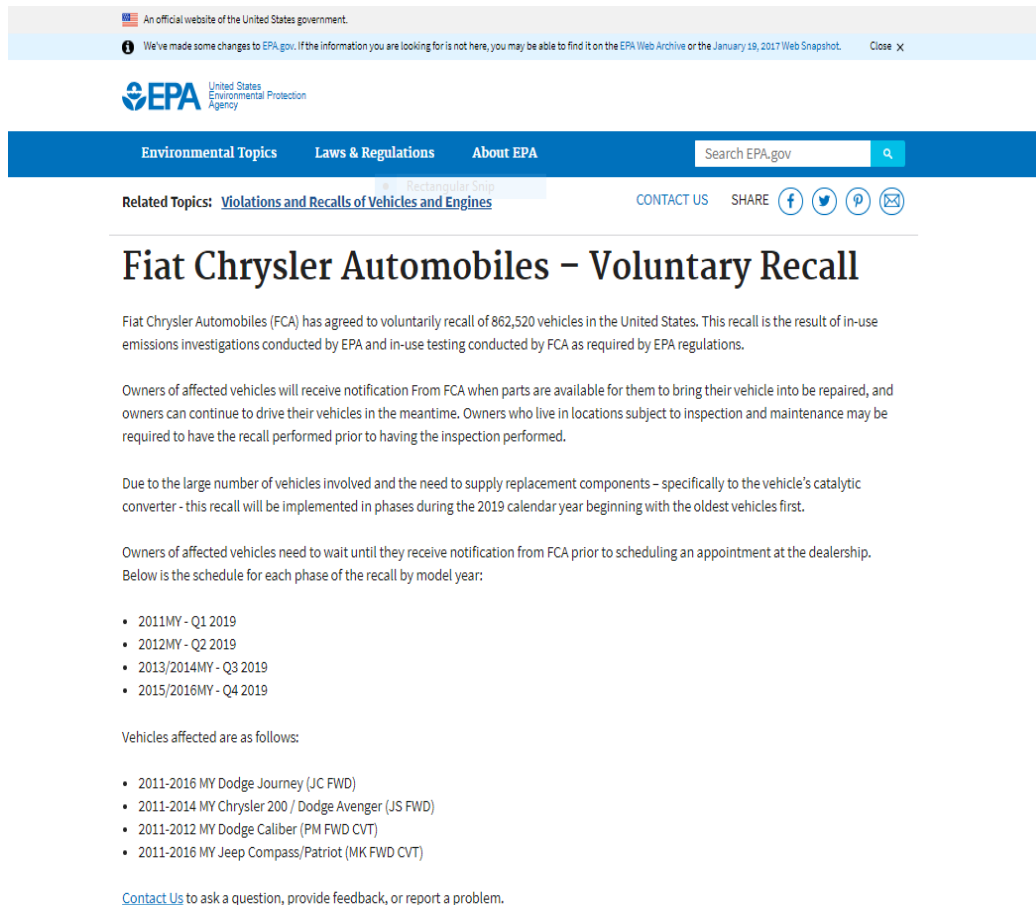 An official website of the United States government.
We've made some changes to EPA.gov. If the information you are looking for is not here, you may be able to find it on the EPA Web Archive or the January 19, 2017 Web Snapshot. Close x
EPA United States
Environmental Protection
Agency
Environmental Topics Laws & Regulations About EPA Search EPA.gov
Rectangular Snip
Related Topics: Violations and Recalls of Vehicles and Engines CONTACT US SHARE
Fiat Chrysler Automobiles – Voluntary Recall
Fiat Chrysler Automobiles (FCA) has agreed to voluntarily recall of 862,520 vehicles in the United States. This recall is the result of in-use
emissions investigations conducted by EPA and in-use testing conducted by FCA as required by EPA regulations.
Owners of affected vehicles will receive notification From FCA when parts are available for them to bring their vehicle into be repaired, and
owners can continue to drive their vehicles in the meantime. Owners who live in locations subject to inspection and maintenance may be
required to have the recall performed prior to having the inspection performed.
Due to the large number of vehicles involved and the need to supply replacement components – specifically to the vehicle's catalytic
converter - this recall will be implemented in phases during the 2019 calendar year beginning with the oldest vehicles first.
Owners of affected vehicles need to wait until they receive notification from FCA prior to scheduling an appointment at the dealership.
Below is the schedule for each phase of the recall by model year:
• 2011MY - Q1 2019
• 2012MY - Q2 2019
• 2013/2014MY - Q3 2019
• 2015/2016MY - Q4 2019
Vehicles affected are as follows:
• 2011-2016 MY Dodge Journey (JC FWD)
• 2011-2014 MY Chrysler 200 / Dodge Avenger (JS FWD)
• 2011-2012 MY Dodge Caliber (PM FWD CVT)
• 2011-2016 MY Jeep Compass/Patriot (MK FWD CVT)
Contact Us to ask a question, provide feedback, or report a problem.